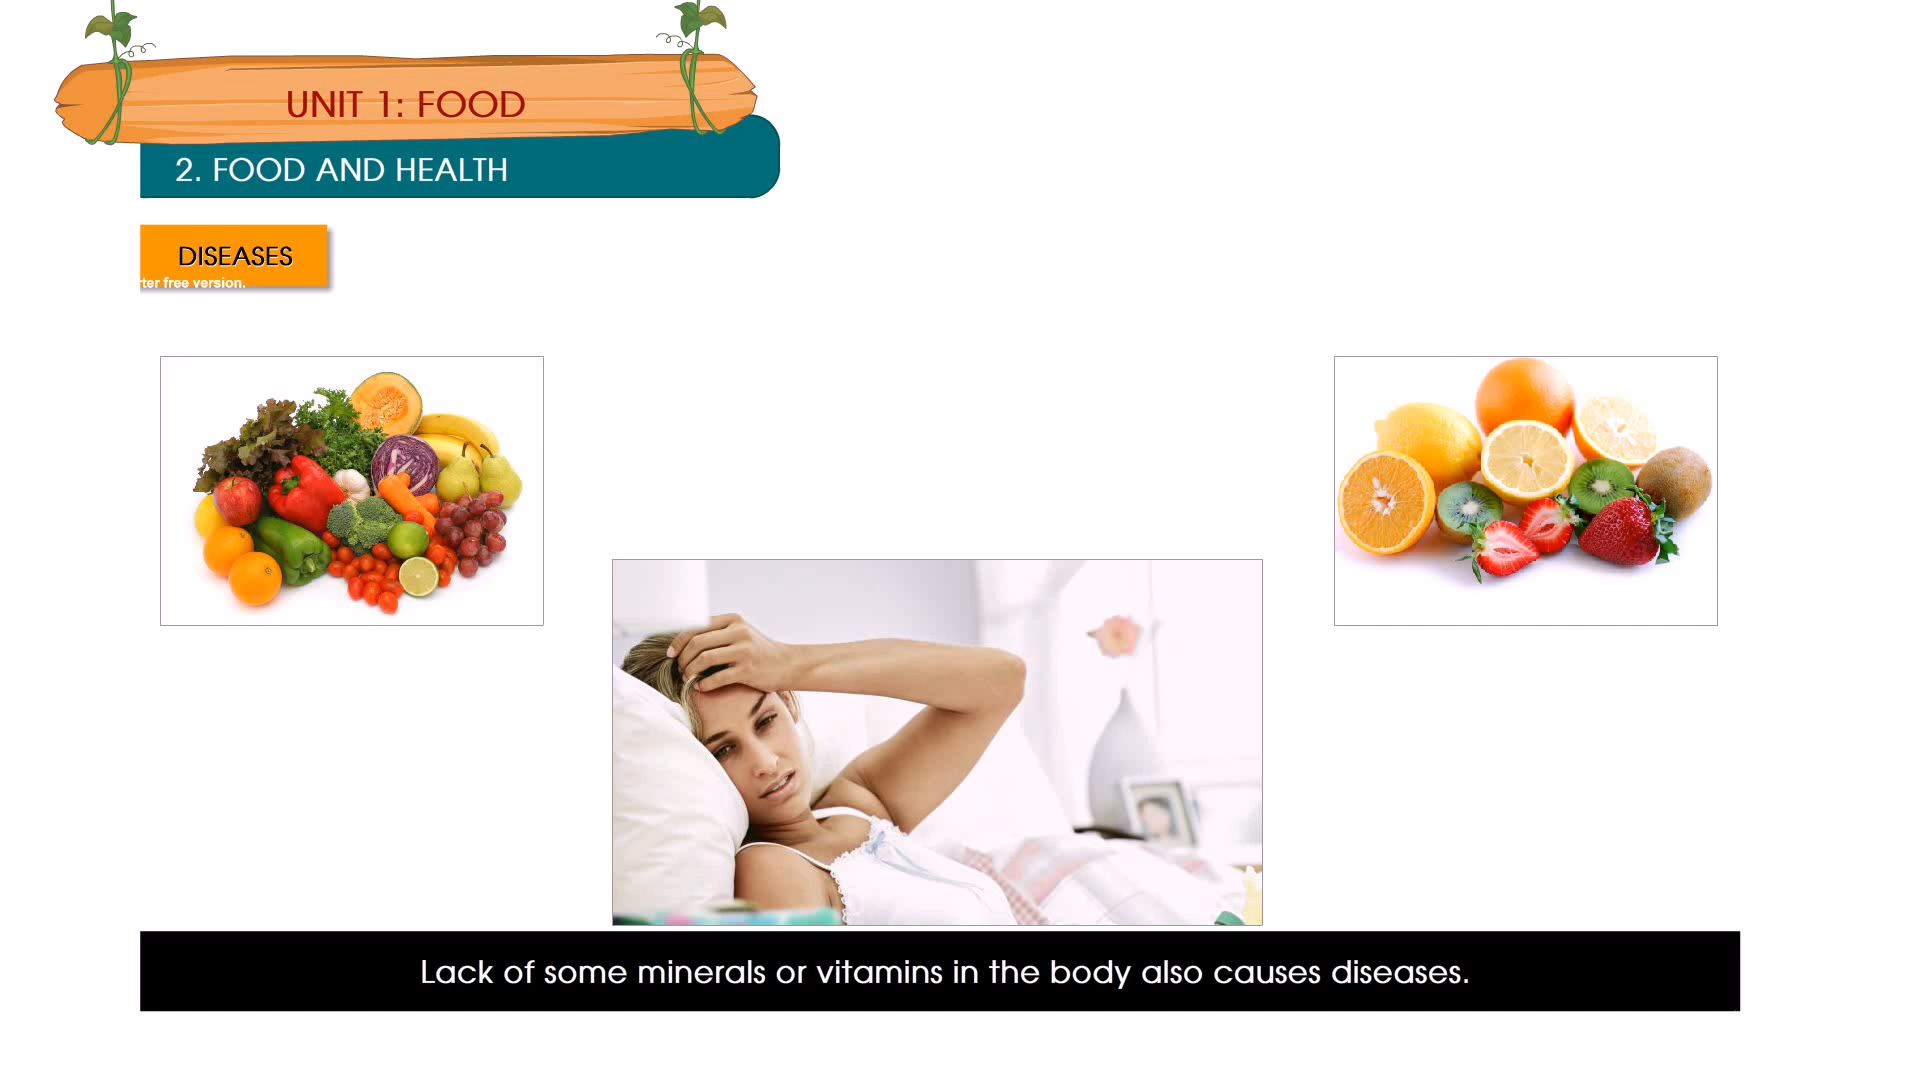 UNIT 1: FOOD
2. FOOD AND HEALTH
DISEASES
rter free version.
Lack of some minerals or vitamins in the body also causes diseases.